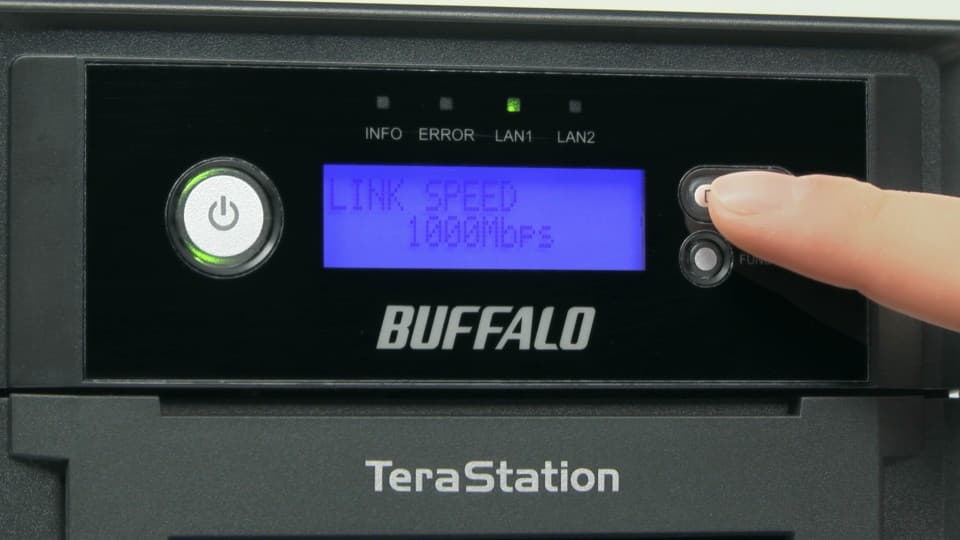 INFO ERROR LAN1 LAN2
LINK SPEED
1000Mbps
BUFFALO
TeraStation